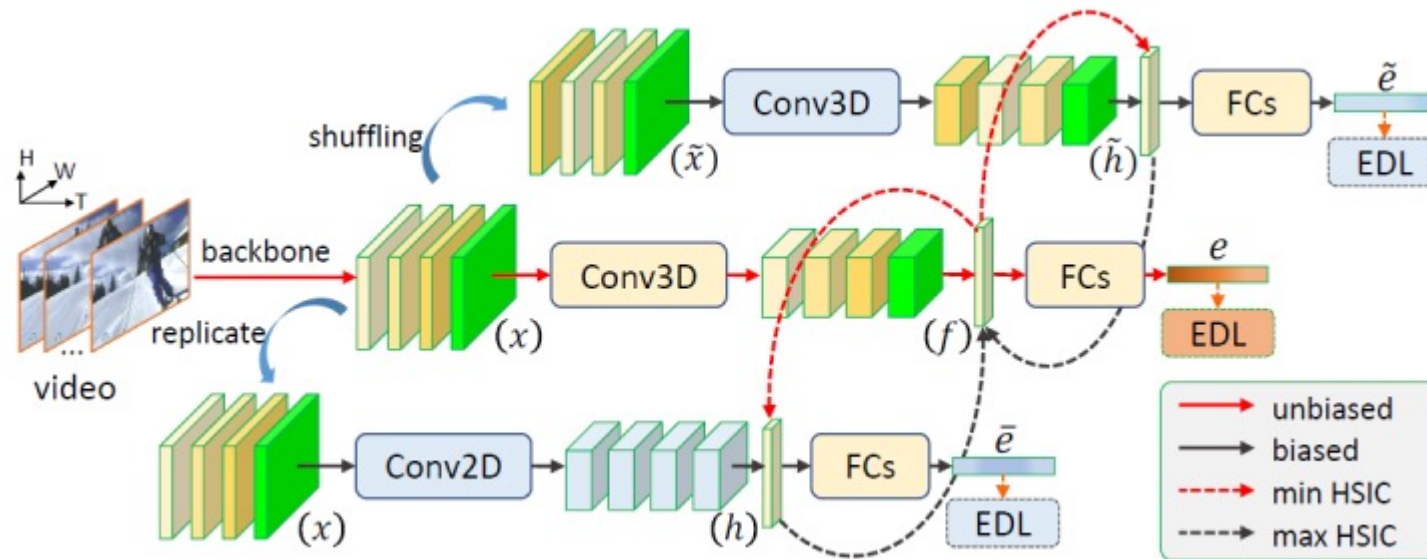 shuffling
Conv3D
FCs
ẽ
EDL
(x̃)
(h̃)
H
W
T
backbone
Conv3D
FCs
e
EDL
(x)
(f)
replicate
...
video
Conv2D
FCs
ē
EDL
(x)
(h)
unbiased
biased
min HSIC
max HSIC